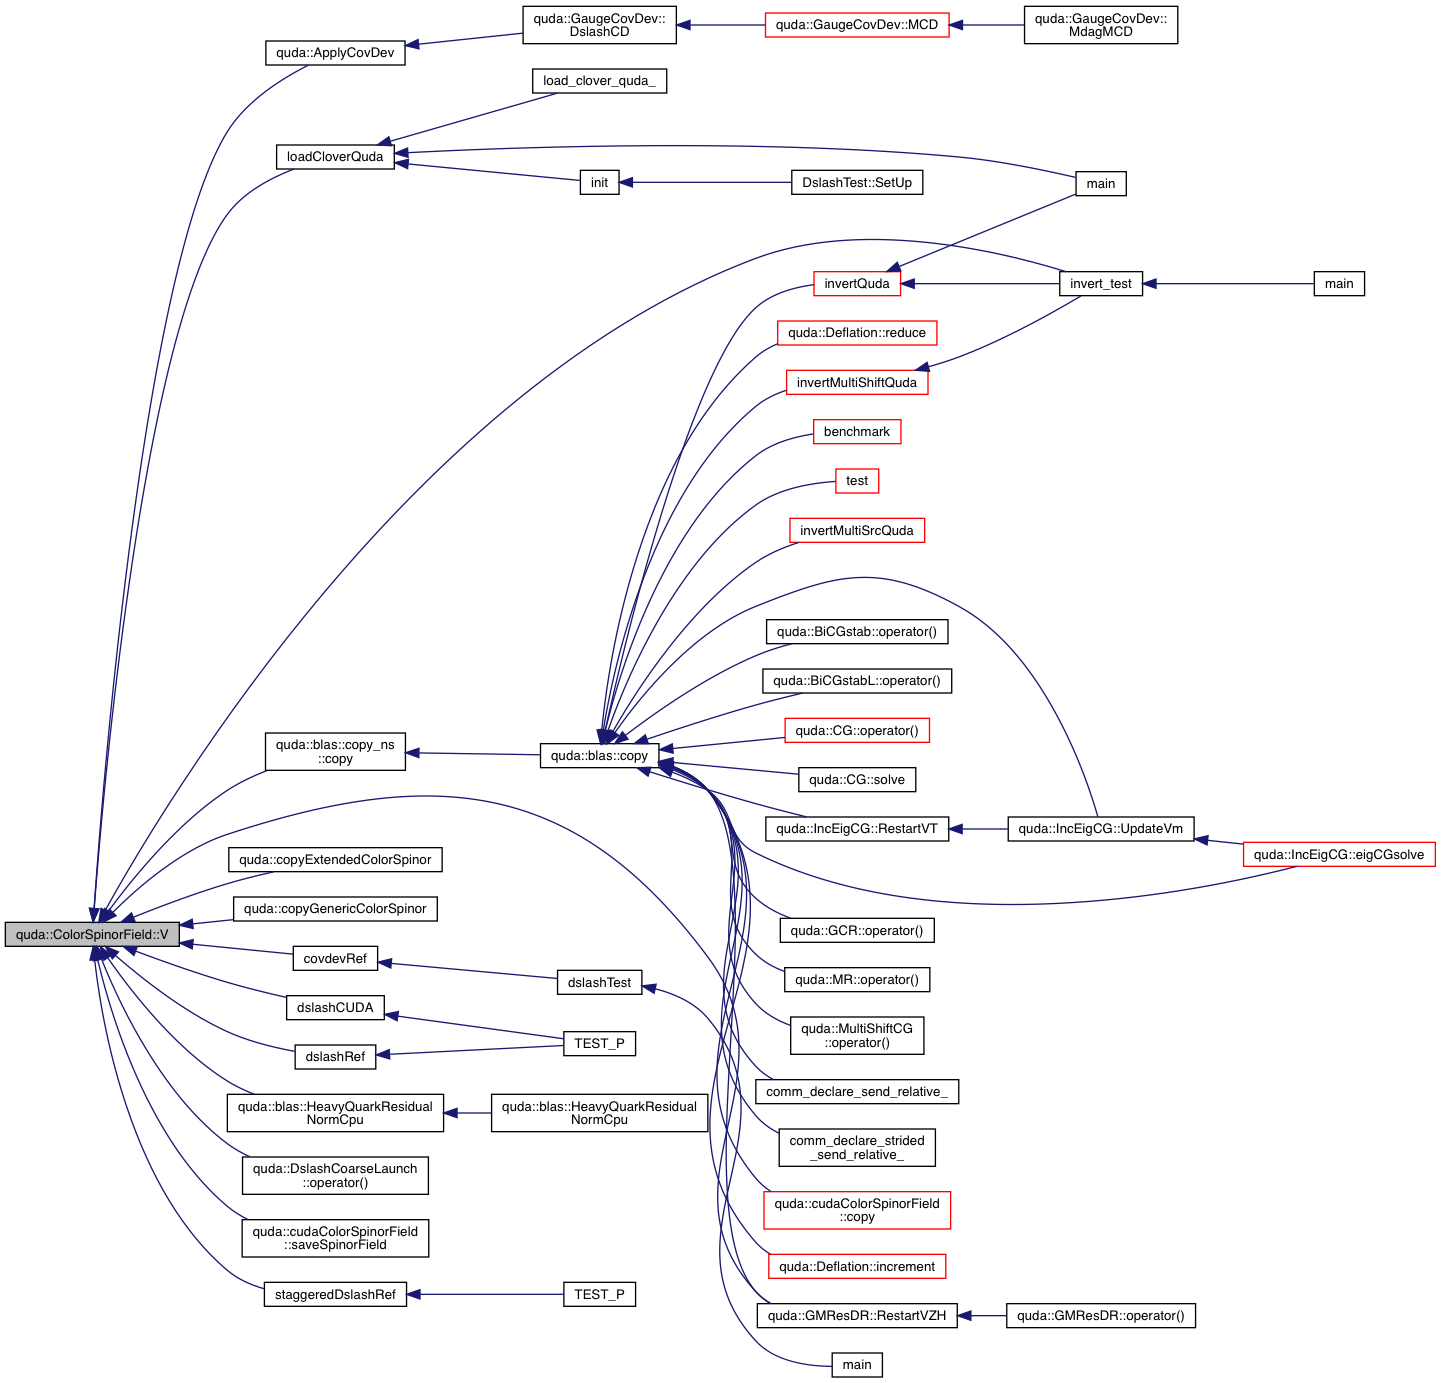 quda::GaugeCovDev::
DslashCD
quda::GaugeCovDev::MCD
quda::GaugeCovDev::
MdagMCD
quda::ApplyCovDev
load_clover_quda_
loadCloverQuda
init
DslashTest::SetUp
main
invertQuda
invert_test
main
quda::Deflation::reduce
invertMultiShiftQuda
benchmark
test
invertMultiSrcQuda
quda::BiCGstab::operator()
quda::BiCGstabL::operator()
quda::CG::operator()
quda::blas::copy_ns
::copy
quda::blas::copy
quda::CG::solve
quda::IncEigCG::RestartVT
quda::IncEigCG::UpdateVm
quda::IncEigCG::eigCGsolve
quda::copyExtendedColorSpinor
quda::copyGenericColorSpinor
quda::ColorSpinorField::V
quda::GCR::operator()
covdevRef
dslashTest
quda::MR::operator()
dslashCUDA
TEST_P
quda::MultiShiftCG
::operator()
dslashRef
comm_declare_send_relative_
quda::blas::HeavyQuarkResidual
NormCpu
quda::blas::HeavyQuarkResidual
NormCpu
comm_declare_strided
_send_relative_
quda::DslashCoarseLaunch
::operator()
quda::cudaColorSpinorField
::copy
quda::cudaColorSpinorField
::saveSpinorField
quda::Deflation::increment
staggeredDslashRef
TEST_P
quda::GMResDR::RestartVZH
quda::GMResDR::operator()
main